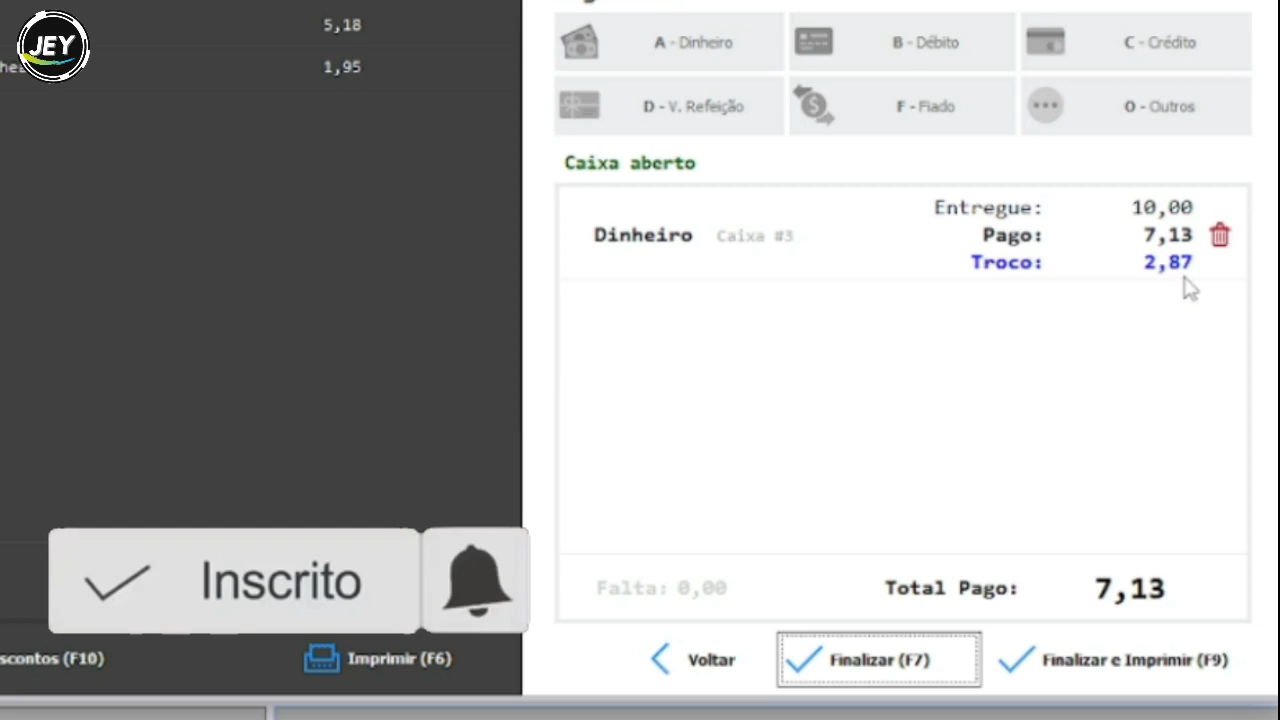 JEY
5,18
1,95
A - Dinheiro
B - Débito
C - Crédito
D - V. Refeição
F - Fiado
O - Outros
Caixa aberto
Entregue: 10,00
Dinheiro Caixa #3 Pago: 7,13
Troco: 2,87
Inscrito
Falta: 0,00 Total Pago: 7,13
scontos (F10)
Imprimir (F6)
Voltar
Finalizar (F7)
Finalizar e Imprimir (F9)